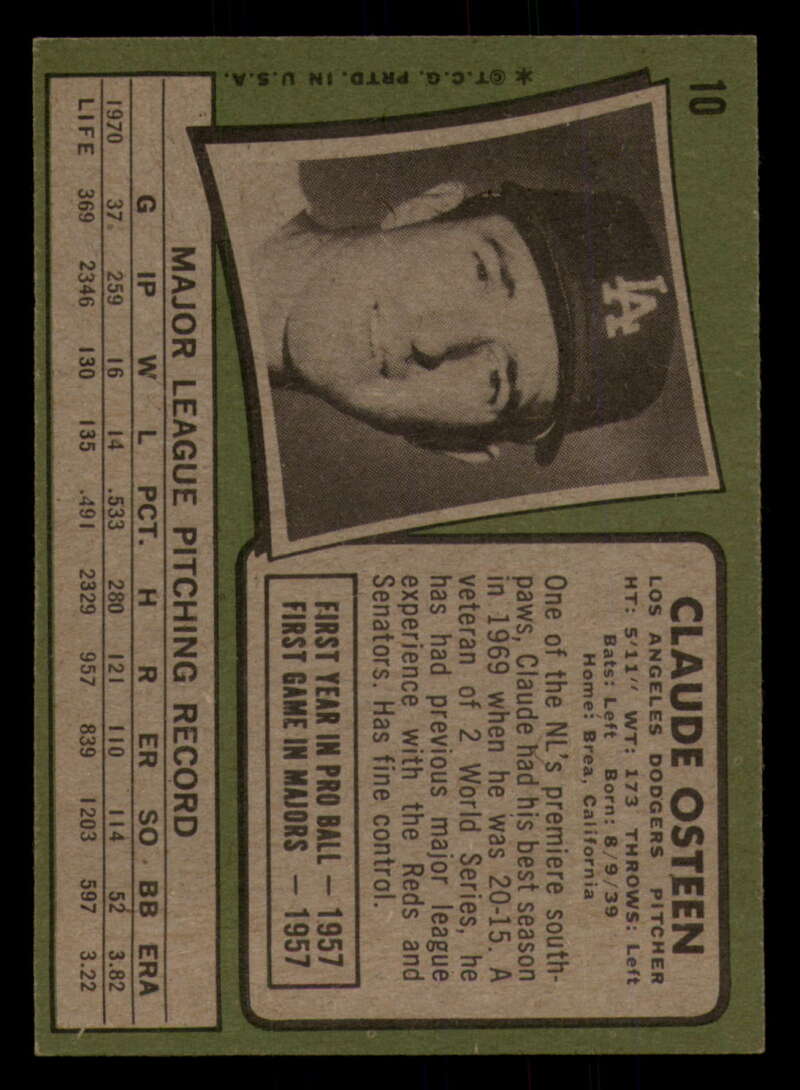 10
LA
CLAUDE OSTEEN
LOS ANGELES DODGERS PITCHER
HT: 5'11" WT: 173 THROWS: Left
Bats: Left Born: 8/9/39
Home: Brea, California
One of the NL's premiere south-
paws, Claude had his best season
in 1969 when he was 20-15. A
veteran of 2 World Series, he
has had previous major league
experience with the Reds and
Senators. Has fine control.
FIRST YEAR IN PRO BALL — 1957
FIRST GAME IN MAJORS — 1957
MAJOR LEAGUE PITCHING RECORD
G IP W L PCT. H R ER SO BB ERA
1970 37 259 16 14 .533 280 121 110 114 52 3.82
LIFE 369 2346 130 135 .491 2329 957 839 1203 597 3.22
* ©T.C.G. PRTD. IN U.S.A.